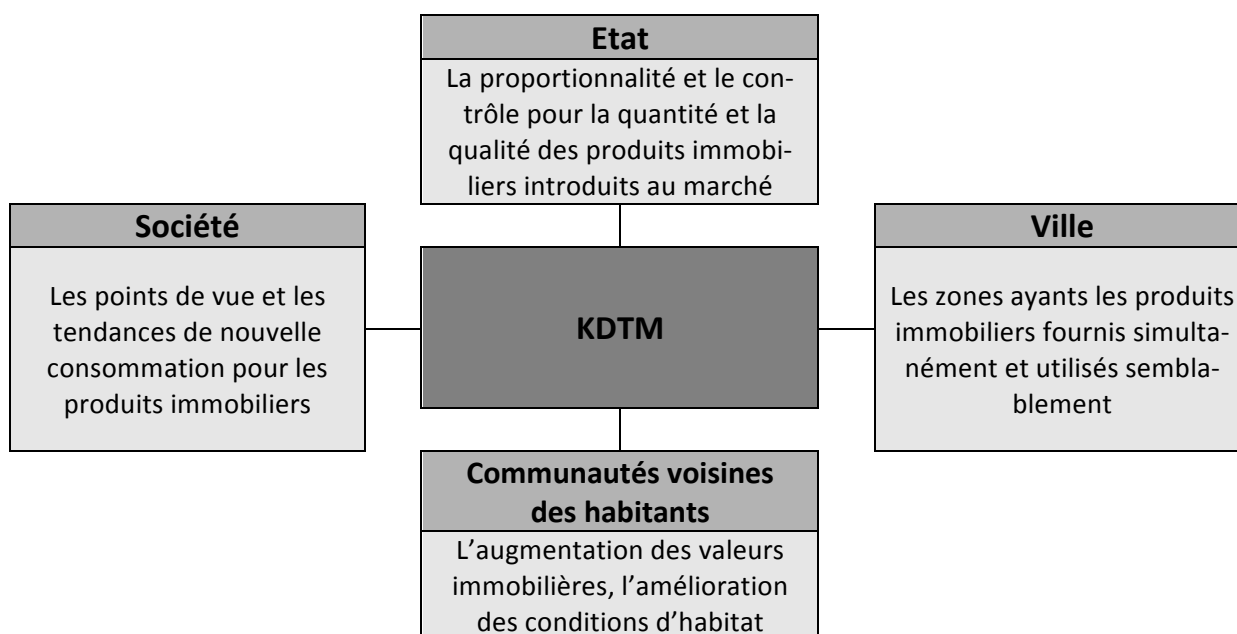 Etat
La proportionnalité et le con-
trôle pour la quantité et la
qualité des produits immobi-
liers introduits au marché
Société
Les points de vue et les
tendances de nouvelle
consommation pour les
produits immobiliers
KDTM
Ville
Les zones ayants les produits
immobiliers fournis simulta-
nément et utilisés sembla-
blement
Communautés voisines
des habitants
L’augmentation des valeurs
immobilières, l’amélioration
des conditions d’habitat